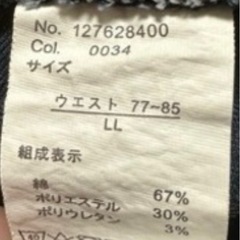 No. 127628400
Col. 0034
サイズ
ウエスト 77-85
LL
組成表示
綿 67%
ポリエステル 30%
ポリウレタン 3%